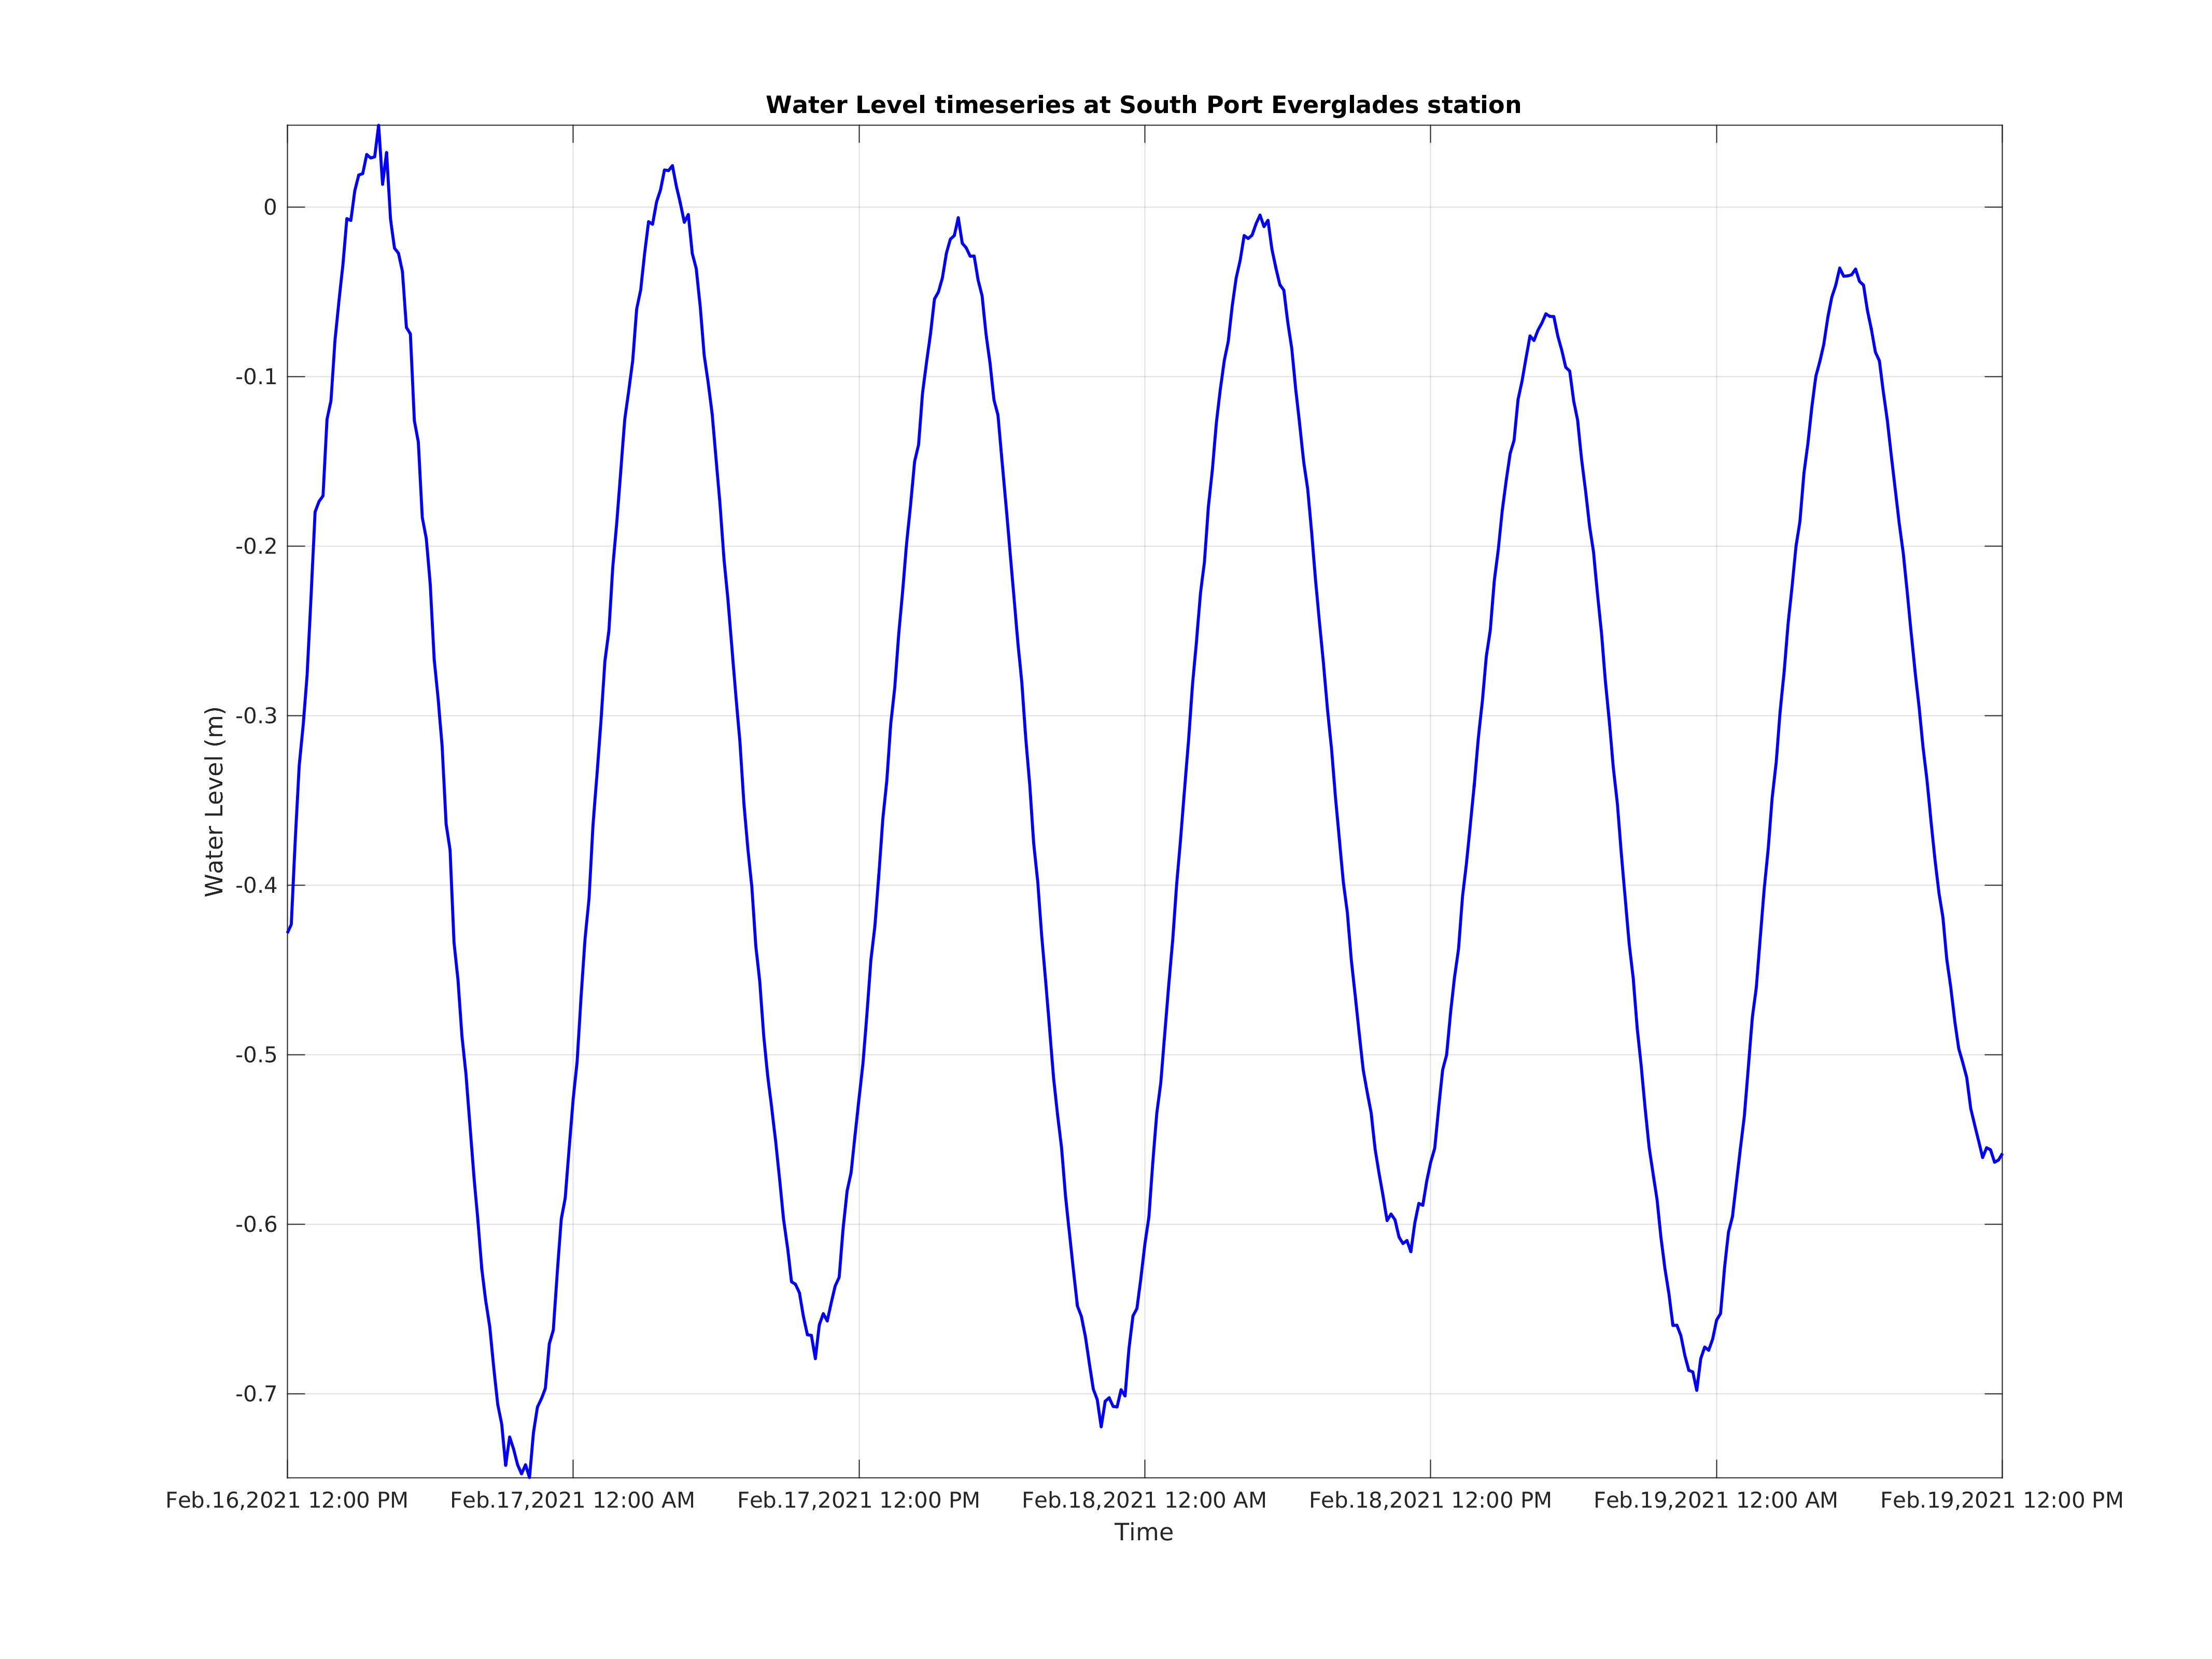 Water Level timeseries at South Port Everglades station
0
-0.1
-0.2
-0.3
-0.4
-0.5
-0.6
-0.7
Water Level (m)
Feb.16,2021 12:00 PM
Feb.17,2021 12:00 AM
Feb.17,2021 12:00 PM
Feb.18,2021 12:00 AM
Feb.18,2021 12:00 PM
Feb.19,2021 12:00 AM
Feb.19,2021 12:00 PM
Time